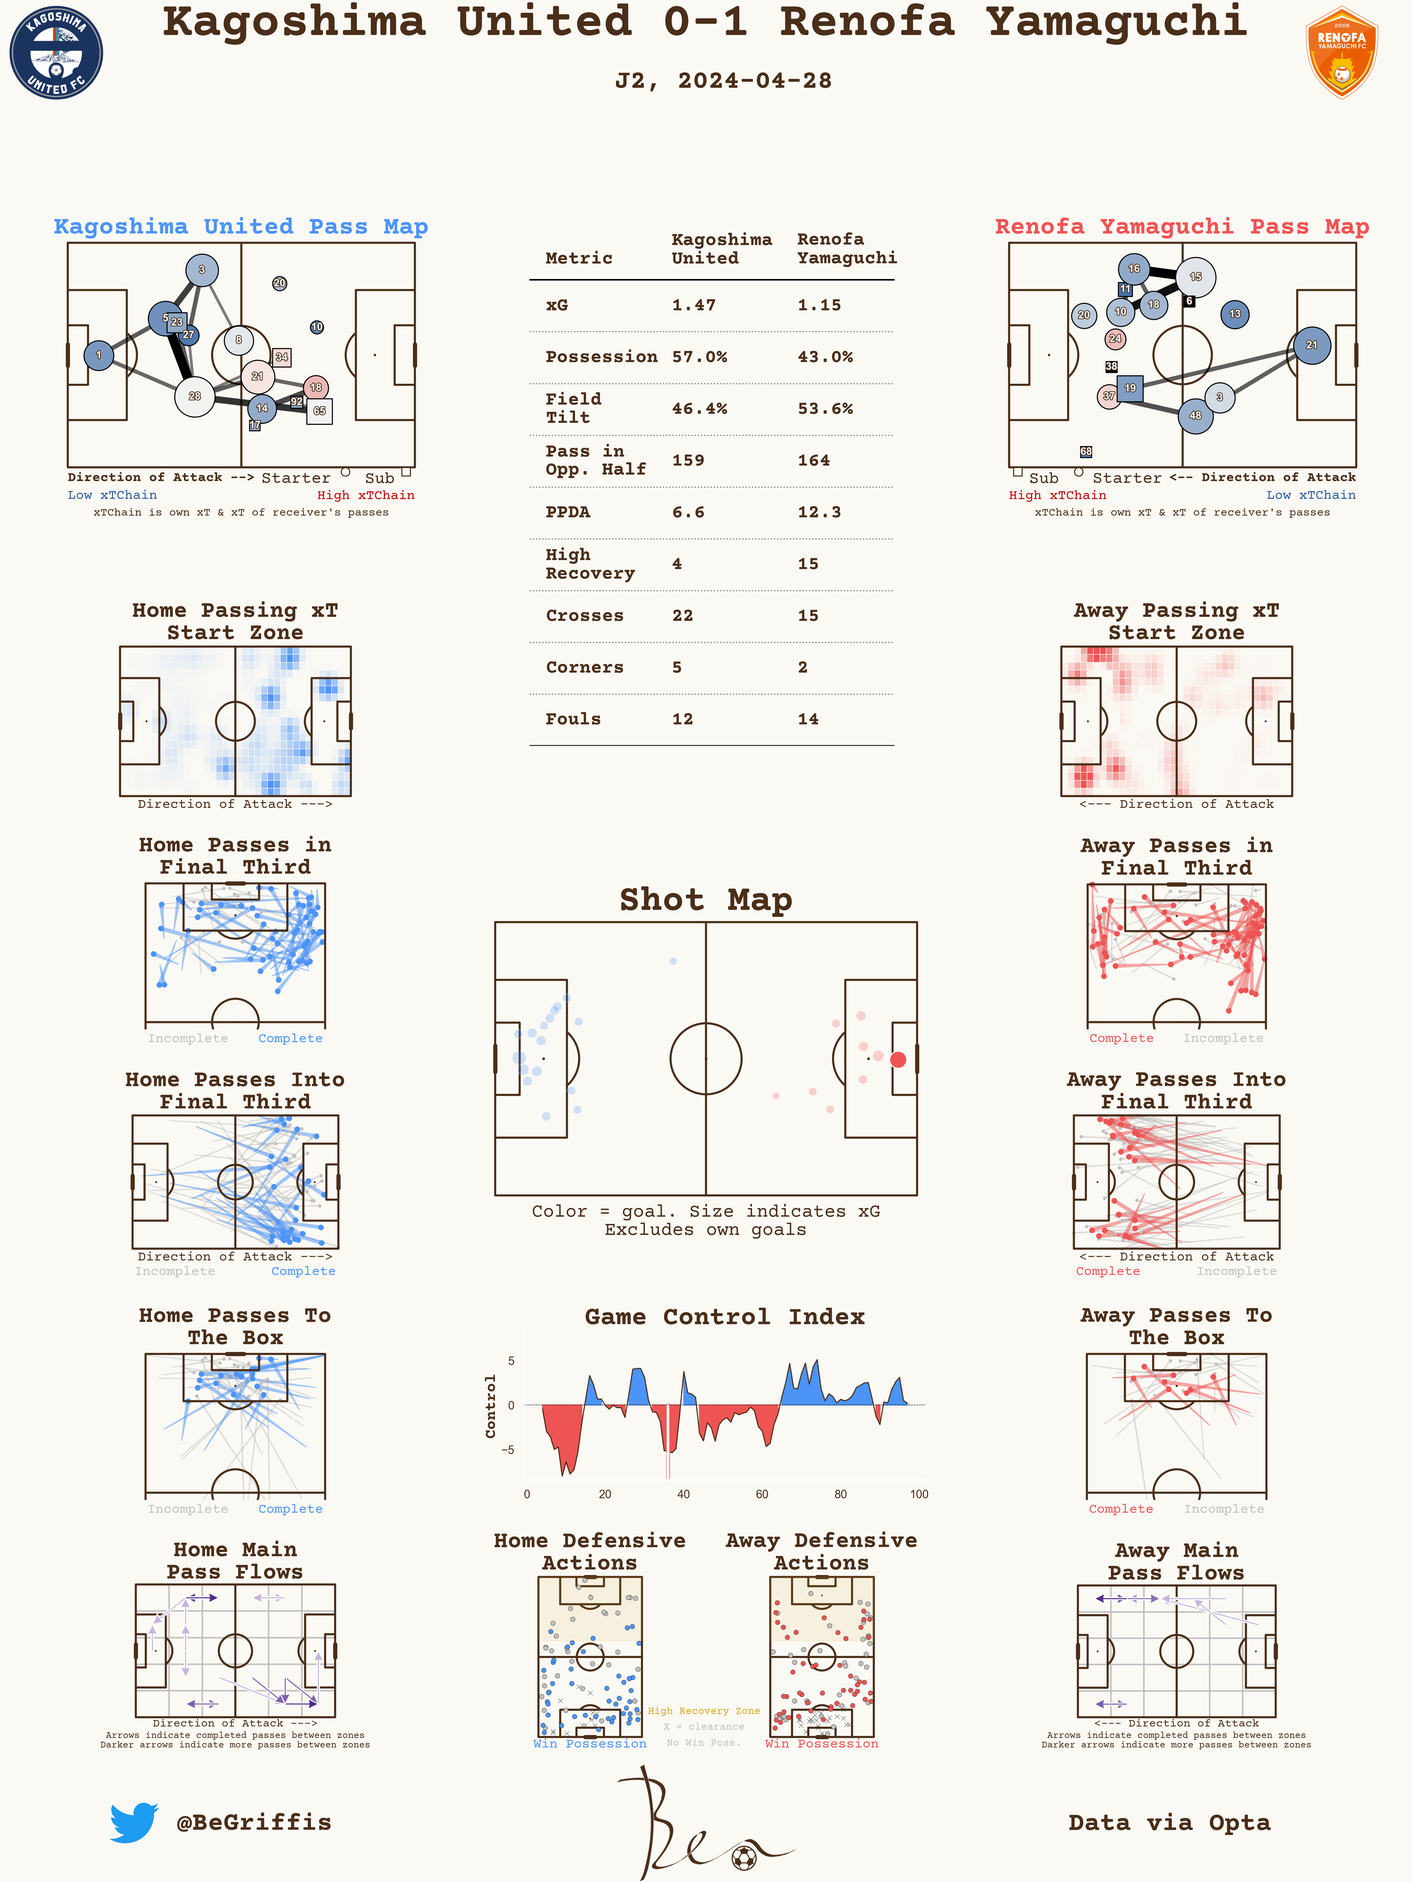 Kagoshima United 0-1 Renofa Yamaguchi
J2, 2024-04-28
KAGOSHIMA
UNITED FC
2006
RENOFA
YAMAGUCHI FC
Kagoshima United Pass Map
3
20
5
23
27
10
8
1
34
21
18
28
92
14
65
17
Direction of Attack --> Starter Sub
Low xTChain High xTChain
xTChain is own xT & xT of receiver's passes
Metric Kagoshima United Renofa Yamaguchi
xG 1.47 1.15
Possession 57.0% 43.0%
Field Tilt 46.4% 53.6%
Pass in Opp. Half 159 164
PPDA 6.6 12.3
High Recovery 4 15
Crosses 22 15
Corners 5 2
Fouls 12 14
Renofa Yamaguchi Pass Map
16
15
11
6
18
20
10
13
24
21
38
19
37
3
48
68
Sub Starter <-- Direction of Attack
High xTChain Low xTChain
xTChain is own xT & xT of receiver's passes
Home Passing xT
Start Zone
Direction of Attack --->
Away Passing xT
Start Zone
<--- Direction of Attack
Home Passes in
Final Third
Incomplete Complete
Away Passes in
Final Third
Complete Incomplete
Shot Map
Color = goal. Size indicates xG
Excludes own goals
Home Passes Into
Final Third
Direction of Attack --->
Incomplete Complete
Away Passes Into
Final Third
<--- Direction of Attack
Complete Incomplete
Home Passes To
The Box
Incomplete Complete
Game Control Index
Control
5
0
−5
0 20 40 60 80 100
Away Passes To
The Box
Complete Incomplete
Home Main
Pass Flows
Direction of Attack --->
Arrows indicate completed passes between zones
Darker arrows indicate more passes between zones
Home Defensive
Actions
Win Possession
Away Defensive
Actions
Win Possession
High Recovery Zone
X = clearance
No Win Poss.
Away Main
Pass Flows
<--- Direction of Attack
Arrows indicate completed passes between zones
Darker arrows indicate more passes between zones
@BeGriffis
Ben
Data via Opta